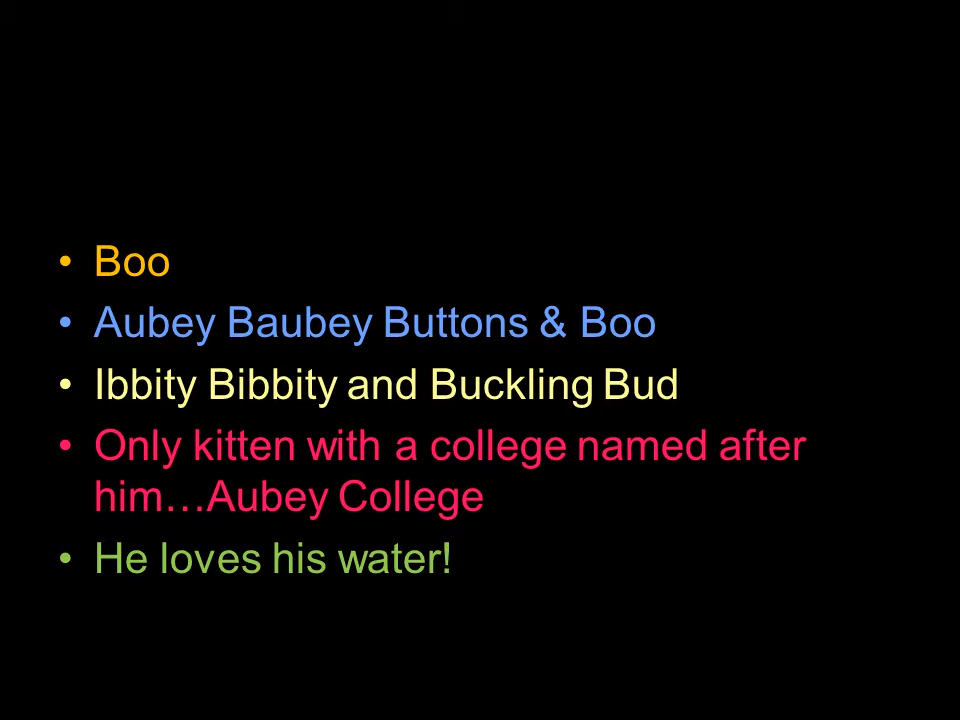 • Boo
• Aubey Baubey Buttons & Boo
• Ibbity Bibbity and Buckling Bud
• Only kitten with a college named after
him…Aubey College
• He loves his water!